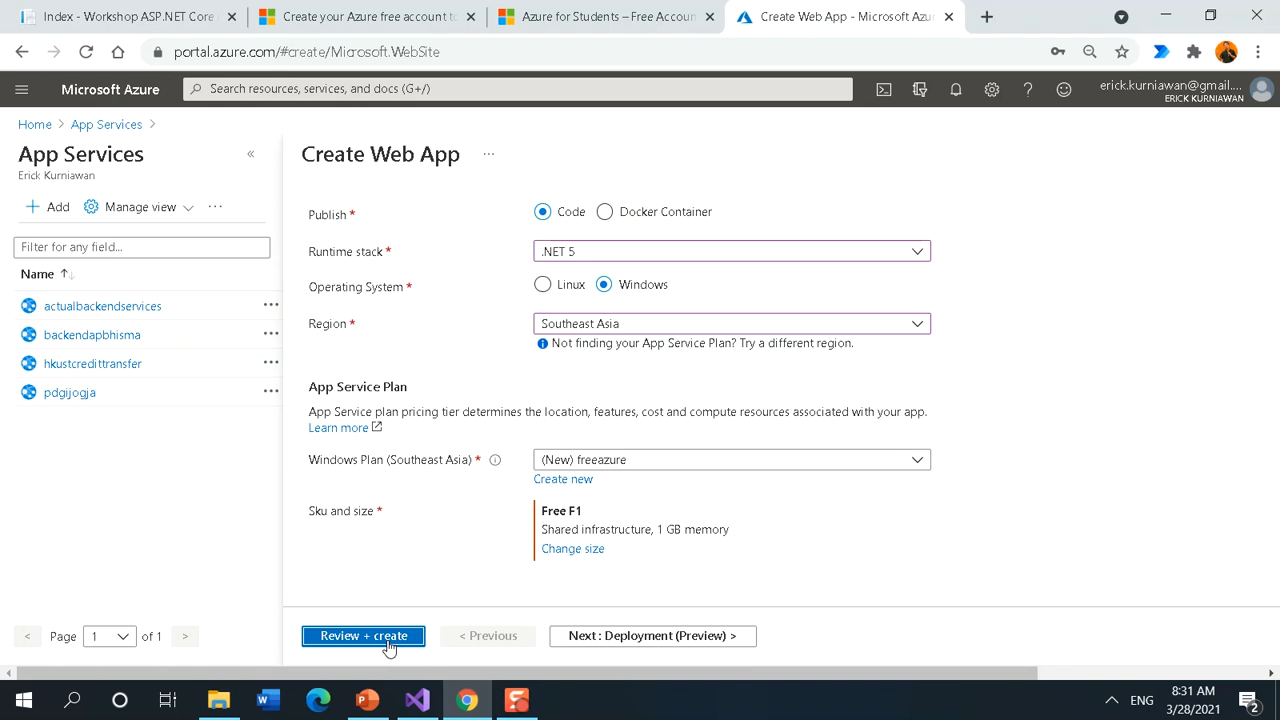 Index - Workshop ASP.NET Core
Create your Azure free account to
Azure for Students – Free Accoun
Create Web App - Microsoft Azu
portal.azure.com/#create/Microsoft.WebSite
Microsoft Azure
Search resources, services, and docs (G+/)
erick.kurniawan@gmail....
ERICK KURNIAWAN
Home > App Services >
App Services
«
Erick Kurniawan
+ Add
Manage view
...
Filter for any field...
Name ↑↓
actualbackendservices
...
backendapbhisma
...
hkustcredittransfer
...
pdgijogja
...
< Page 1 of 1 >
Create Web App
...
Publish *
Code
Docker Container
Runtime stack *
.NET 5
Operating System *
Linux
Windows
Region *
Southeast Asia
Not finding your App Service Plan? Try a different region.
App Service Plan
App Service plan pricing tier determines the location, features, cost and compute resources associated with your app.
Learn more
Windows Plan (Southeast Asia) *
(New) freeazure
Create new
Sku and size *
Free F1
Shared infrastructure, 1 GB memory
Change size
Review + create
< Previous
Next : Deployment (Preview) >
ENG
8:31 AM
3/28/2021
2